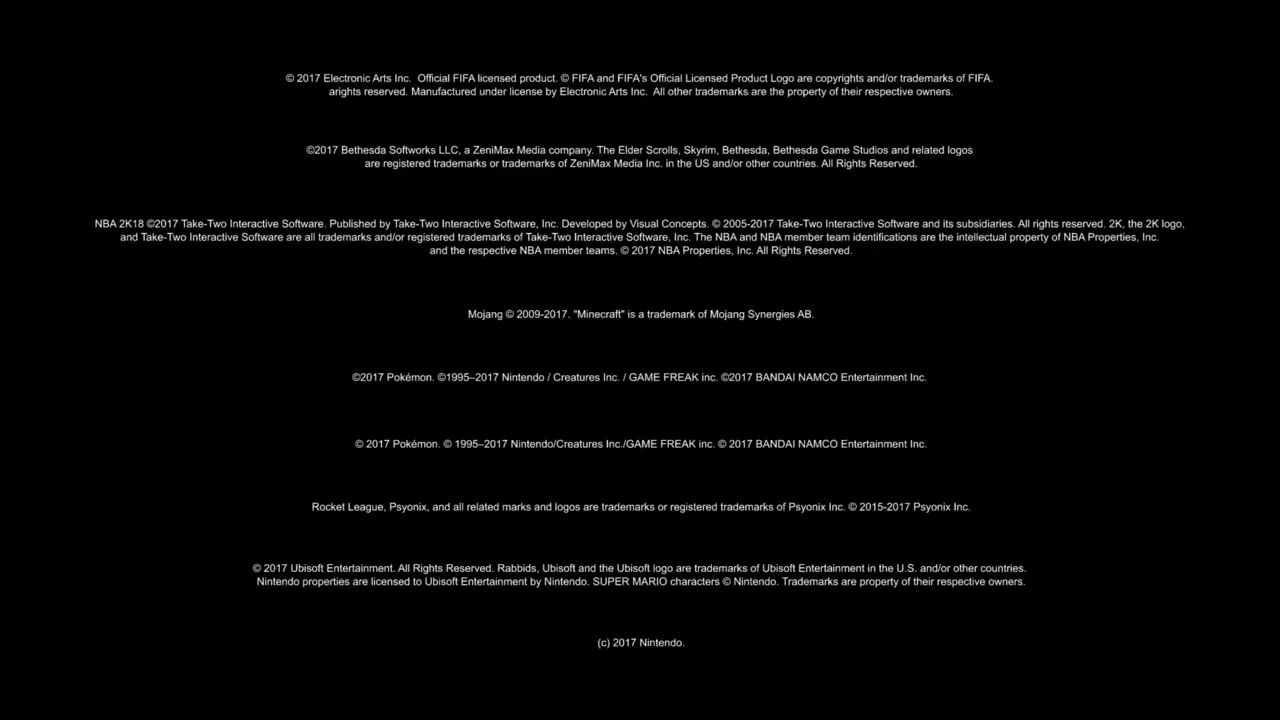 © 2017 Electronic Arts Inc.  Official FIFA licensed product. © FIFA and FIFA's Official Licensed Product Logo are copyrights and/or trademarks of FIFA.
arights reserved. Manufactured under license by Electronic Arts Inc.  All other trademarks are the property of their respective owners.
©2017 Bethesda Softworks LLC, a ZeniMax Media company. The Elder Scrolls, Skyrim, Bethesda, Bethesda Game Studios and related logos
are registered trademarks or trademarks of ZeniMax Media Inc. in the US and/or other countries. All Rights Reserved.
NBA 2K18 ©2017 Take-Two Interactive Software. Published by Take-Two Interactive Software, Inc. Developed by Visual Concepts. © 2005-2017 Take-Two Interactive Software and its subsidiaries. All rights reserved. 2K, the 2K logo,
and Take-Two Interactive Software are all trademarks and/or registered trademarks of Take-Two Interactive Software, Inc. The NBA and NBA member team identifications are the intellectual property of NBA Properties, Inc.
and the respective NBA member teams. © 2017 NBA Properties, Inc. All Rights Reserved.
Mojang © 2009-2017. "Minecraft" is a trademark of Mojang Synergies AB.
©2017 Pokémon. ©1995–2017 Nintendo / Creatures Inc. / GAME FREAK inc. ©2017 BANDAI NAMCO Entertainment Inc.
© 2017 Pokémon. © 1995–2017 Nintendo/Creatures Inc./GAME FREAK inc. © 2017 BANDAI NAMCO Entertainment Inc.
Rocket League, Psyonix, and all related marks and logos are trademarks or registered trademarks of Psyonix Inc. © 2015-2017 Psyonix Inc.
© 2017 Ubisoft Entertainment. All Rights Reserved. Rabbids, Ubisoft and the Ubisoft logo are trademarks of Ubisoft Entertainment in the U.S. and/or other countries.
Nintendo properties are licensed to Ubisoft Entertainment by Nintendo. SUPER MARIO characters © Nintendo. Trademarks are property of their respective owners.
(c) 2017 Nintendo.